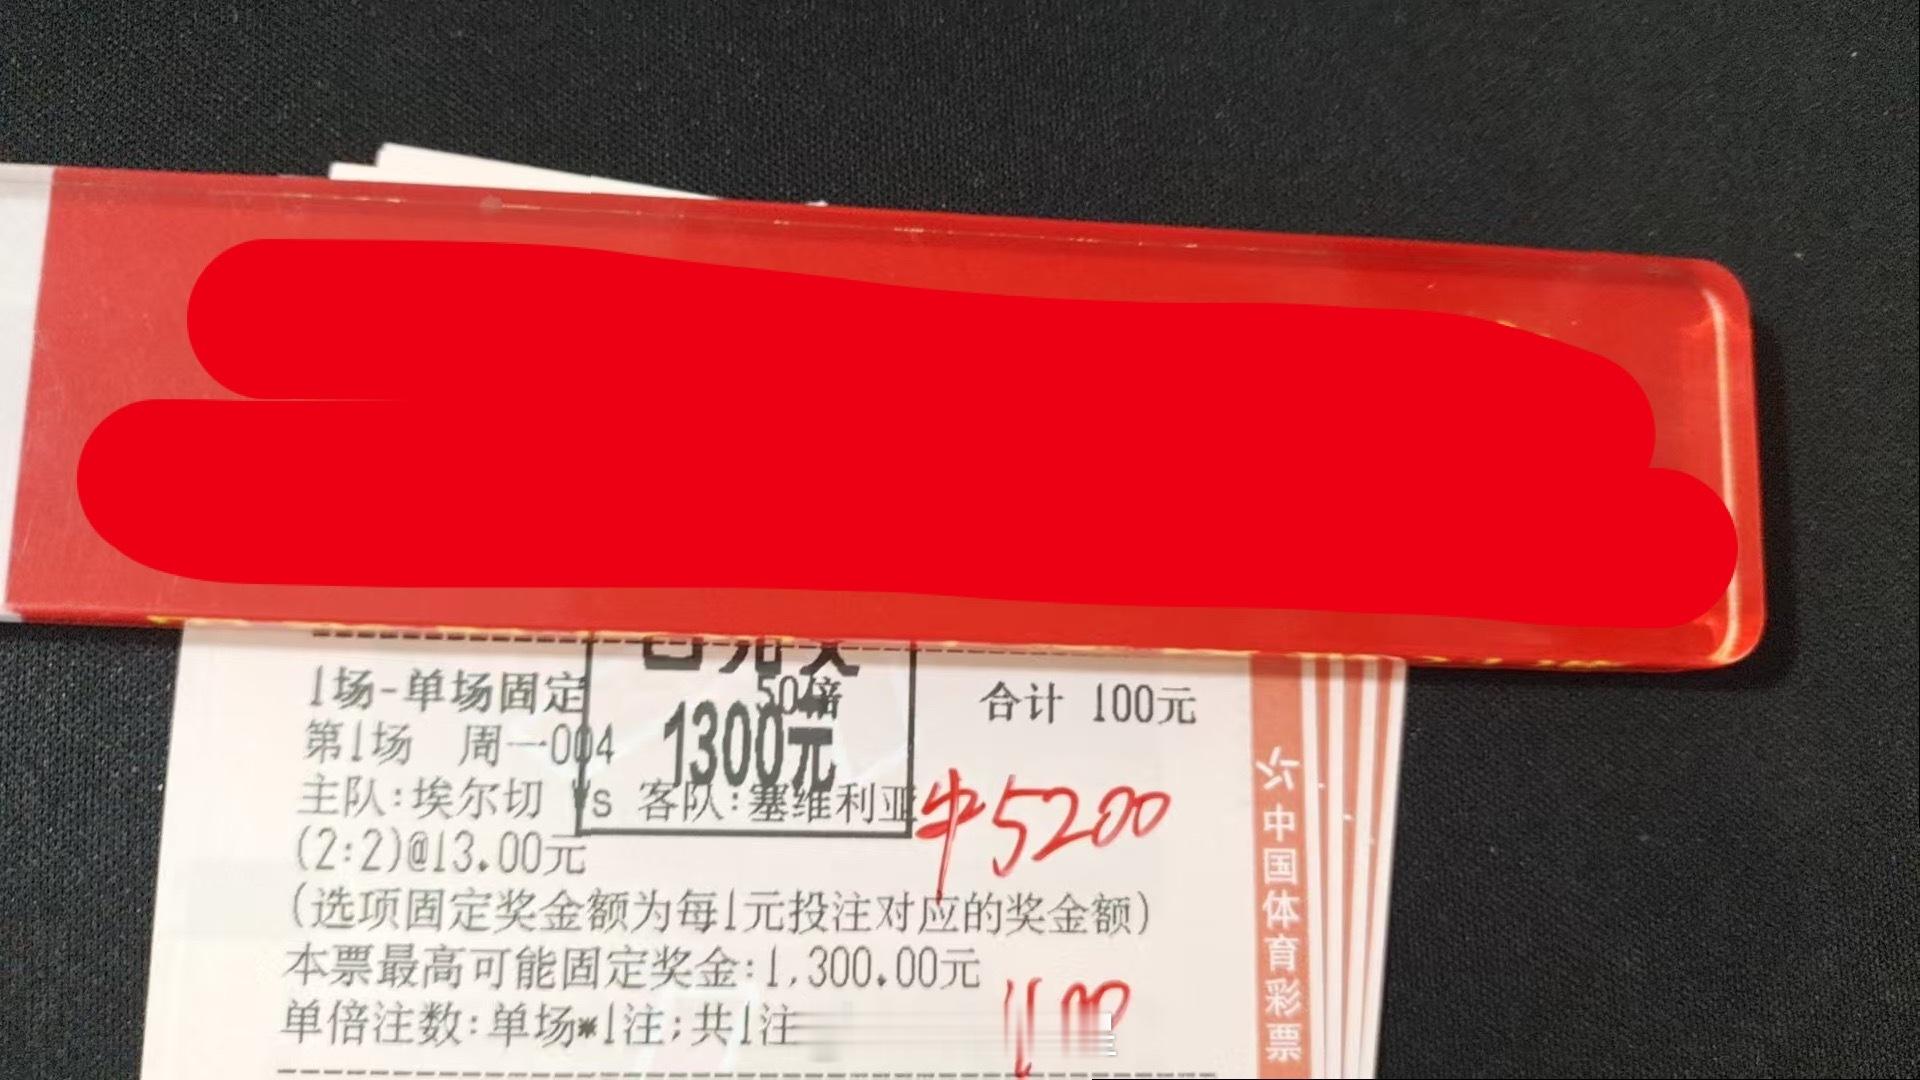 1场-单场固定 50倍 合计 100元
1300元
第1场 周一004
主队:埃尔切 Vs 客队:塞维利亚
中5200
(2:2)@13.00元
(选项固定奖金额为每1元投注对应的奖金额)
本票最高可能固定奖金:1,300.00元
单倍注数:单场*1注;共1注
中国体育彩票